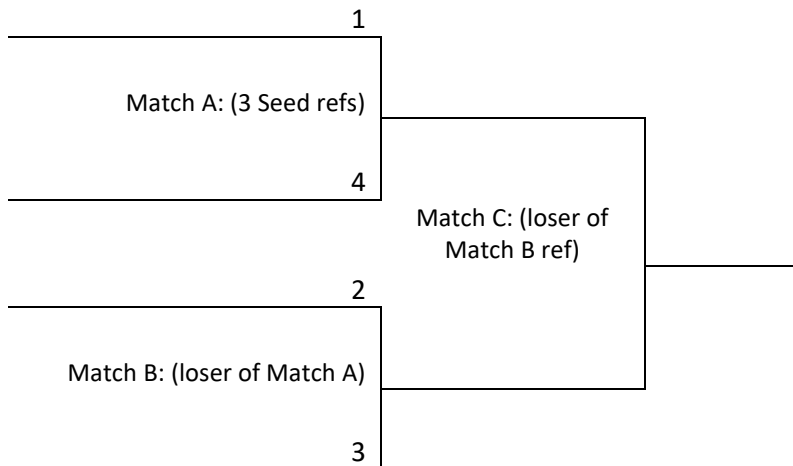 1
Match A: (3 Seed refs)
4
Match C: (loser of
Match B ref)
2
Match B: (loser of Match A)
3